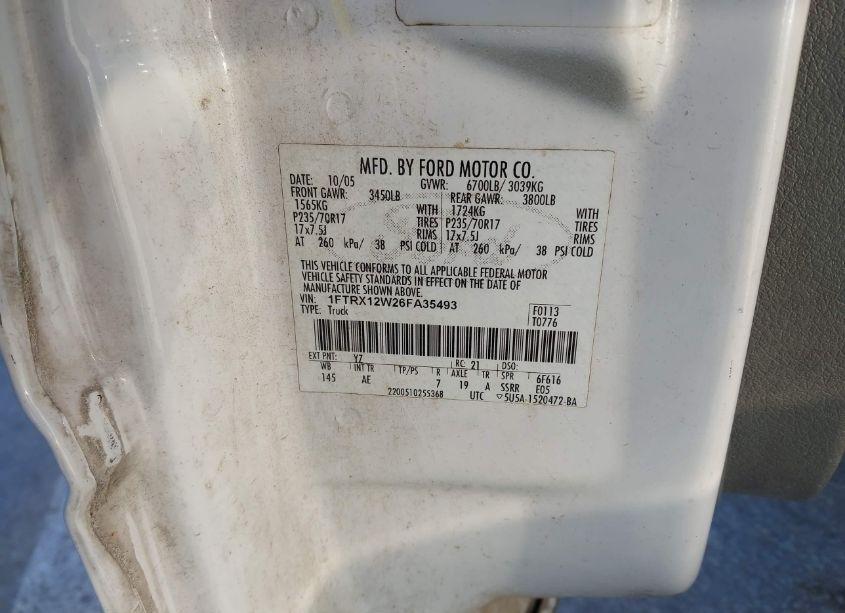 MFD. BY FORD MOTOR CO.
DATE: 10/05 GVWR: 6700LB/ 3039KG
FRONT GAWR: 3450LB REAR GAWR: 3800LB
1565KG WITH 1724KG WITH
P235/70R17 TIRES P235/70R17 TIRES
17x7.5J RIMS 17x7.5J RIMS
AT 260 kPa/ 38 PSI COLD AT 260 kPa/ 38 PSI COLD
THIS VEHICLE CONFORMS TO ALL APPLICABLE FEDERAL MOTOR
VEHICLE SAFETY STANDARDS IN EFFECT ON THE DATE OF
MANUFACTURE SHOWN ABOVE.
VIN: 1FTRX12W26FA35493 F0113
TYPE: Truck T0776
EXT PNT: YZ RC: 21 DSO:
WB INT TR TP/PS R AXLE TR SPR 6F616
145 AE 7 19 A SSRR E05
2200510255368 UTC ▽5U5A-1520472-BA